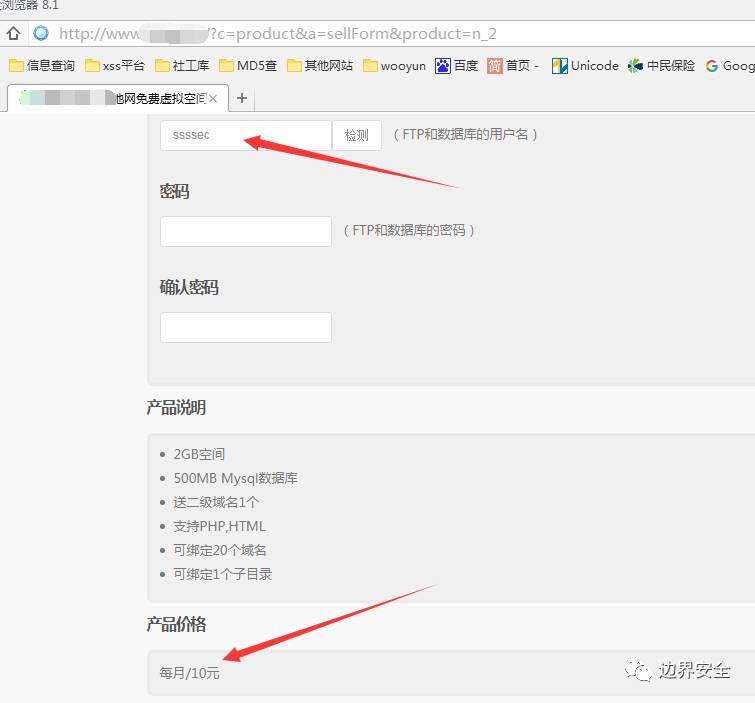 浏览器 8.1
http://www /?c=product&a=sellForm&product=n_2
信息查询 xss平台 社工库 MD5查 其他网站 wooyun 百度 简 首页 - Unicode 中民保险 G Goog
他网免费虚拟空间 × +
ssssec 检测 （FTP和数据库的用户名）
密码
（FTP和数据库的密码）
确认密码
产品说明
2GB空间
500MB Mysql数据库
送二级域名1个
支持PHP,HTML
可绑定20个域名
可绑定1个子目录
产品价格
每月/10元
边界安全